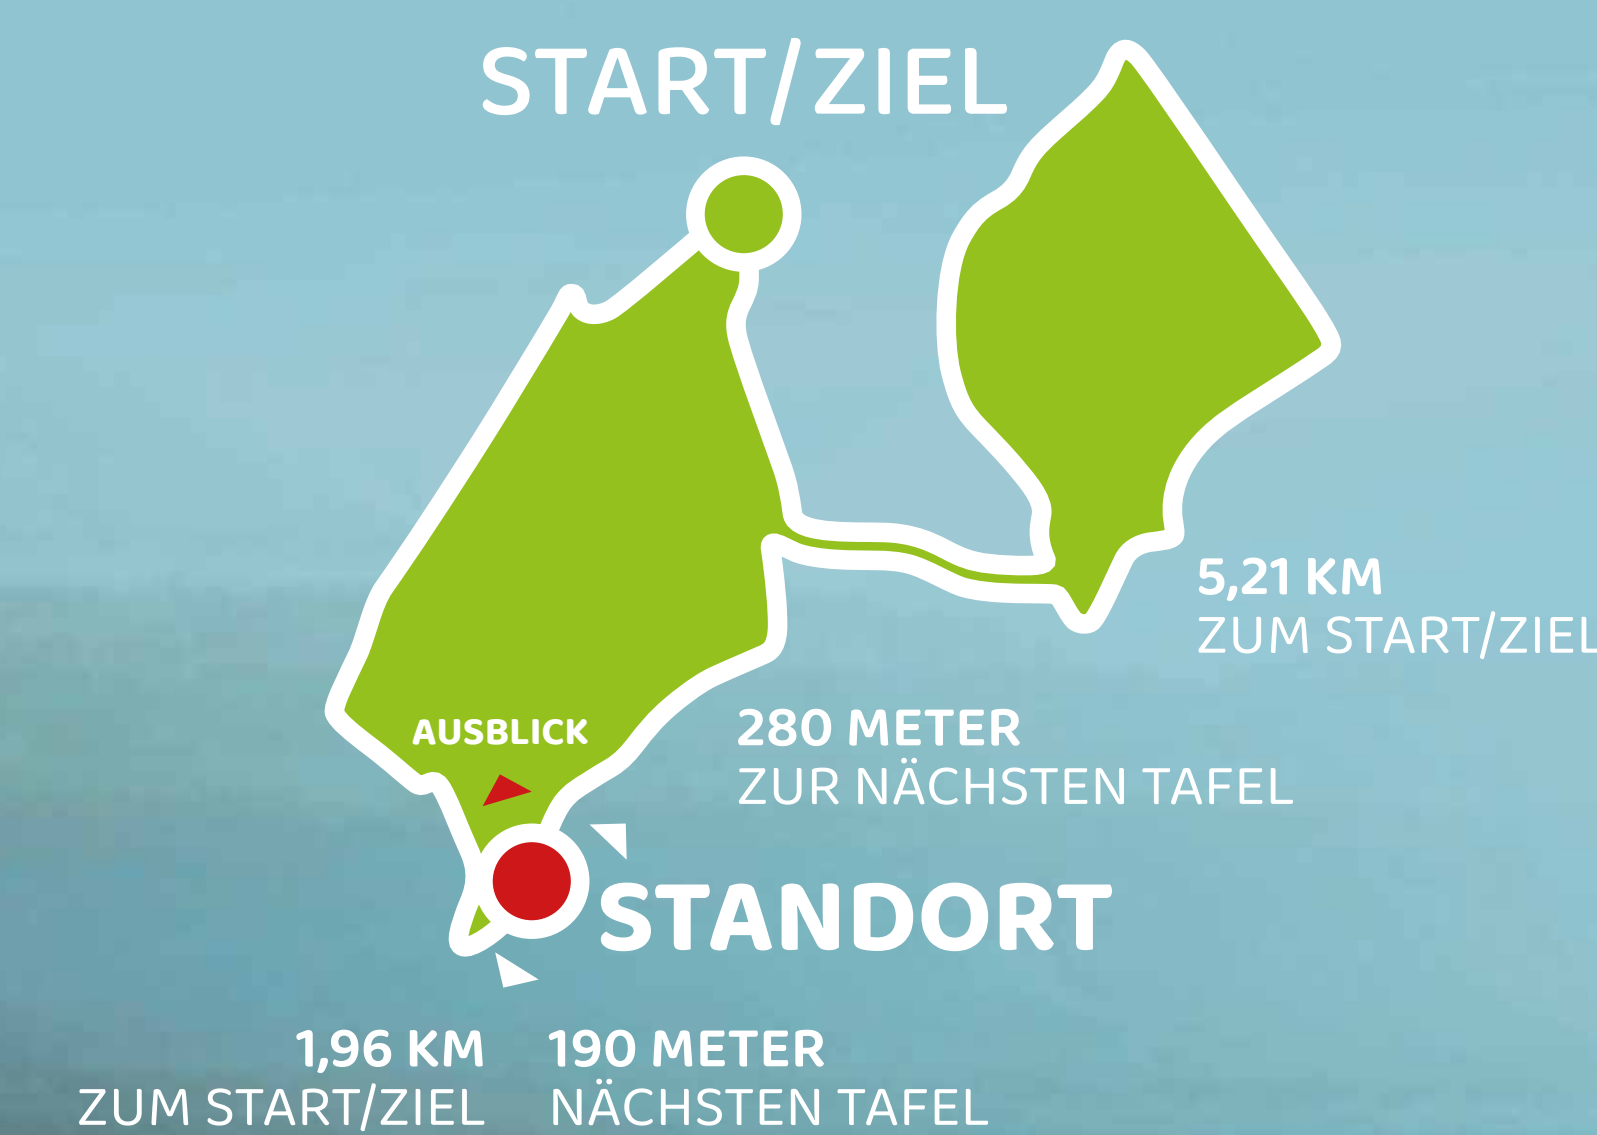 START/ZIEL
5,21 KM
ZUM START/ZIEL
AUSBLICK
280 METER
ZUR NÄCHSTEN TAFEL
STANDORT
1,96 KM
ZUM START/ZIEL
190 METER
NÄCHSTEN TAFEL